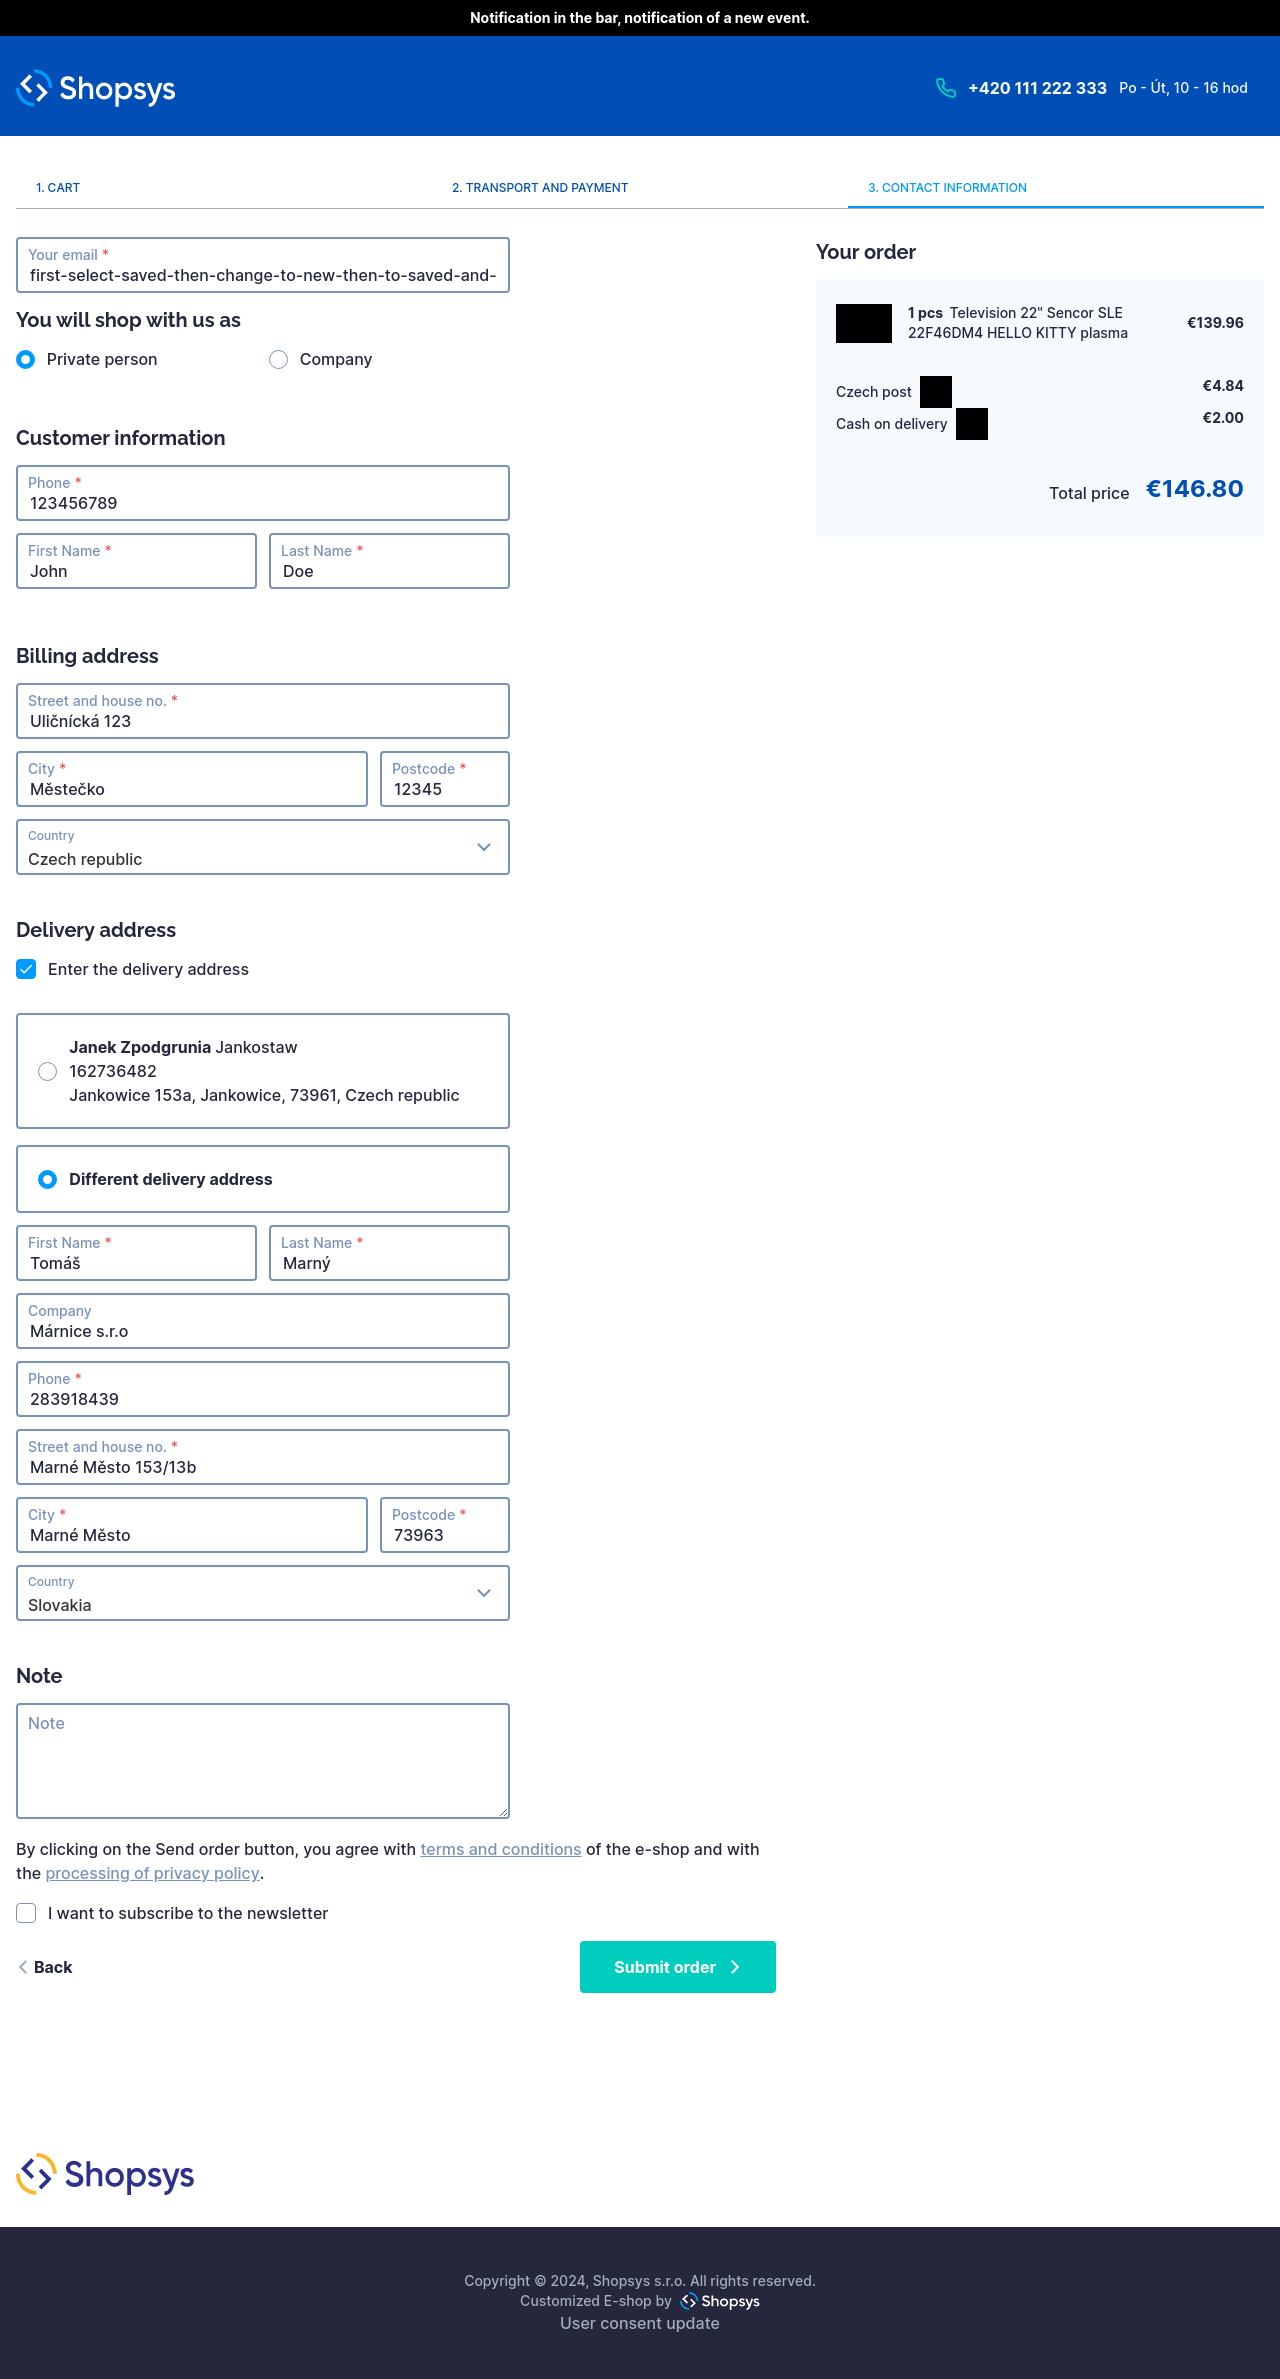 Notification in the bar, notification of a new event.
Shopsys
+420 111 222 333 Po - Út, 10 - 16 hod
1. CART
2. TRANSPORT AND PAYMENT
3. CONTACT INFORMATION
Your email *
first-select-saved-then-change-to-new-then-to-saved-and-
You will shop with us as
Private person
Company
Customer information
Phone *
123456789
First Name *
John
Last Name *
Doe
Billing address
Street and house no. *
Uličnícká 123
City *
Městečko
Postcode *
12345
Country
Czech republic
Delivery address
Enter the delivery address
Janek Zpodgrunia Jankostaw
162736482
Jankowice 153a, Jankowice, 73961, Czech republic
Different delivery address
First Name *
Tomáš
Last Name *
Marný
Company
Márnice s.r.o
Phone *
283918439
Street and house no. *
Marné Město 153/13b
City *
Marné Město
Postcode *
73963
Country
Slovakia
Note
Note
By clicking on the Send order button, you agree with terms and conditions of the e-shop and with
the processing of privacy policy.
I want to subscribe to the newsletter
Back
Submit order
Your order
1 pcs Television 22" Sencor SLE
22F46DM4 HELLO KITTY plasma
€139.96
Czech post
€4.84
Cash on delivery
€2.00
Total price €146.80
Shopsys
Copyright © 2024, Shopsys s.r.o. All rights reserved.
Customized E-shop by Shopsys
User consent update